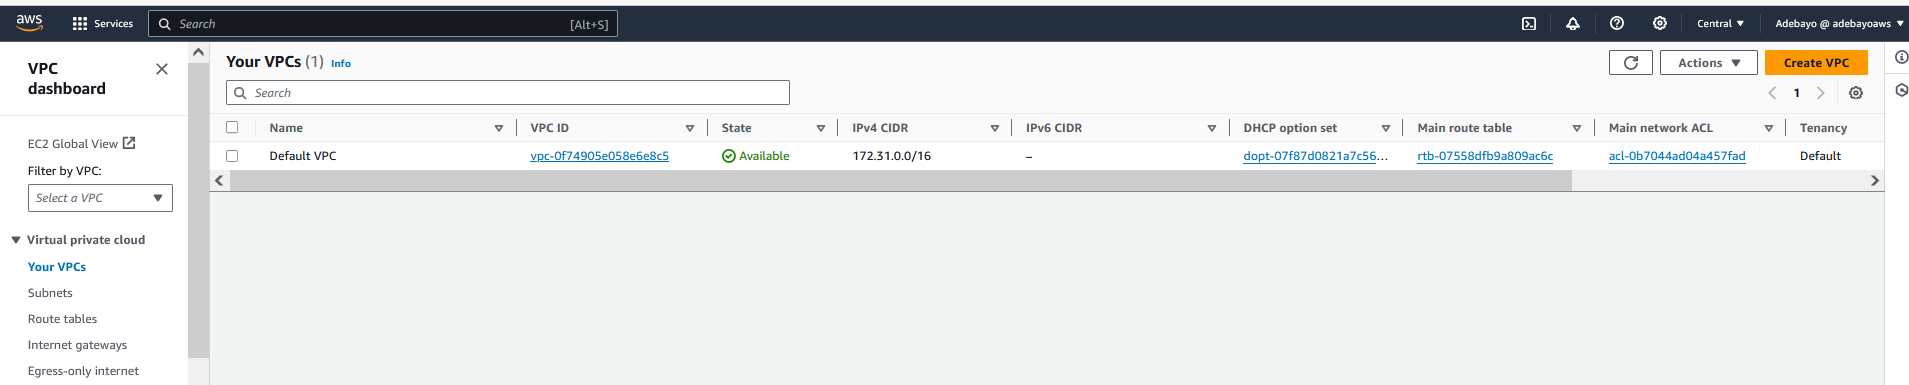 aws Services Search [Alt+S] Central Adebayo @ adebayoaws
VPC dashboard
EC2 Global View
Filter by VPC:
Select a VPC
Virtual private cloud
Your VPCs
Subnets
Route tables
Internet gateways
Egress-only internet
Your VPCs (1) Info
Actions
Create VPC
Search
1
Name VPC ID State IPv4 CIDR IPv6 CIDR DHCP option set Main route table Main network ACL Tenancy
Default VPC vpc-0f74905e058e6e8c5 Available 172.31.0.0/16 – dopt-07f87d0821a7c56... rtb-07558dfb9a809ac6c acl-0b7044ad04a457fad Default